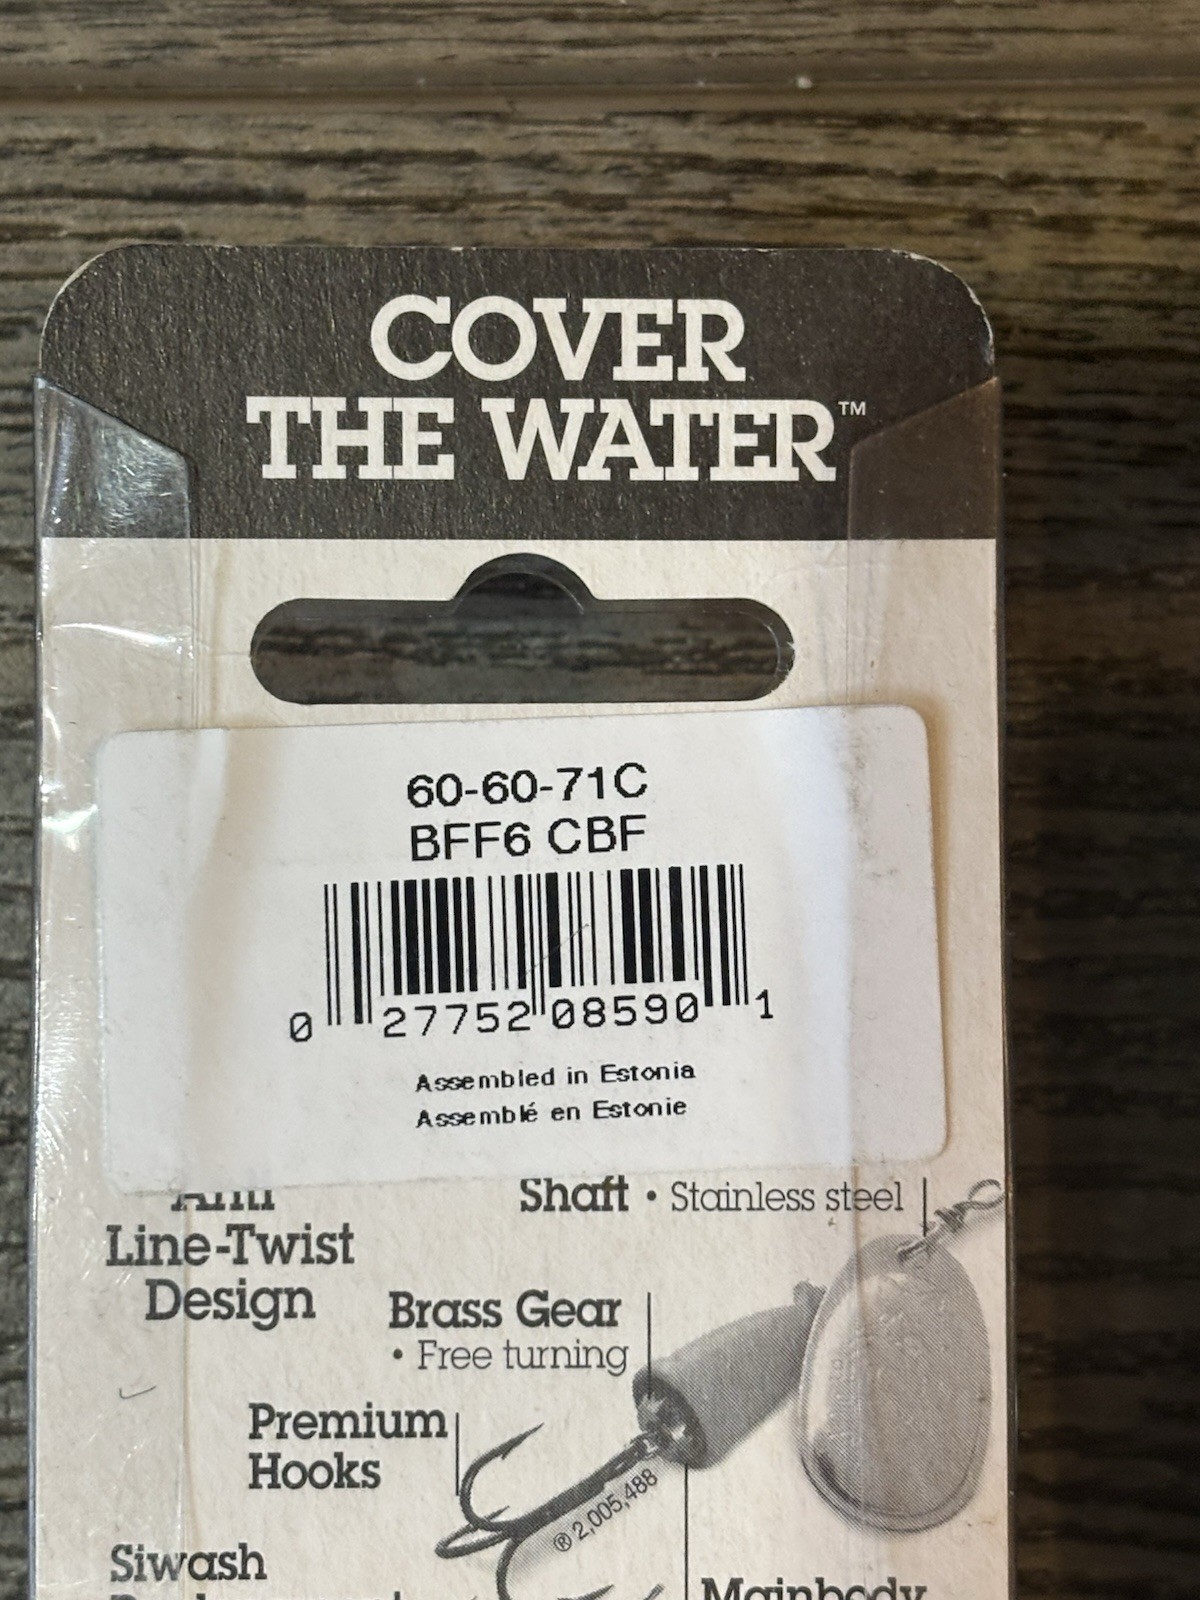 COVER
THE WATER™
60-60-71C
BFF6 CBF
0 27752 08590 1
Assembled in Estonia
Assemblé en Estonie
Shaft • Stainless steel
Line-Twist
Design
Brass Gear
• Free turning
Premium
Hooks
® 2,005,488
Siwash
Mainbody